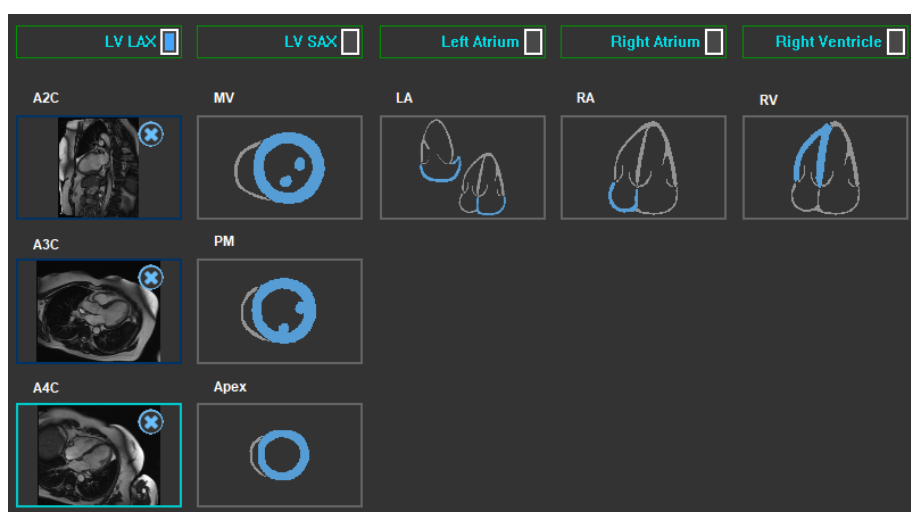 LV LAX LV SAX Left Atrium Right Atrium Right Ventricle
A2C MV LA RA RV
A3C PM
A4C Apex